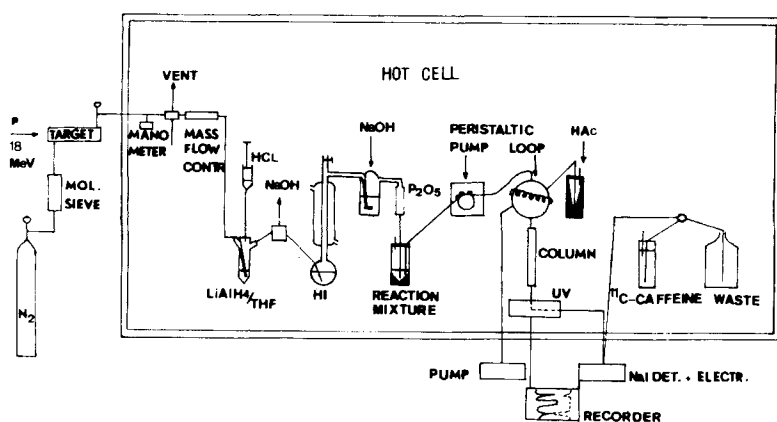 HOT CELL
VENT
P
18
MeV
TARGET
MANO
METER
MASS
FLOW
CONTR
MOL.
SIEVE
N2
HCL
NaOH
LiAlH4/THF
HI
NaOH
P2O5
REACTION
MIXTURE
PERISTALTIC
PUMP
LOOP
HAc
COLUMN
UV
11C-CAFFEINE
WASTE
PUMP
NaI DET. + ELECTR.
RECORDER